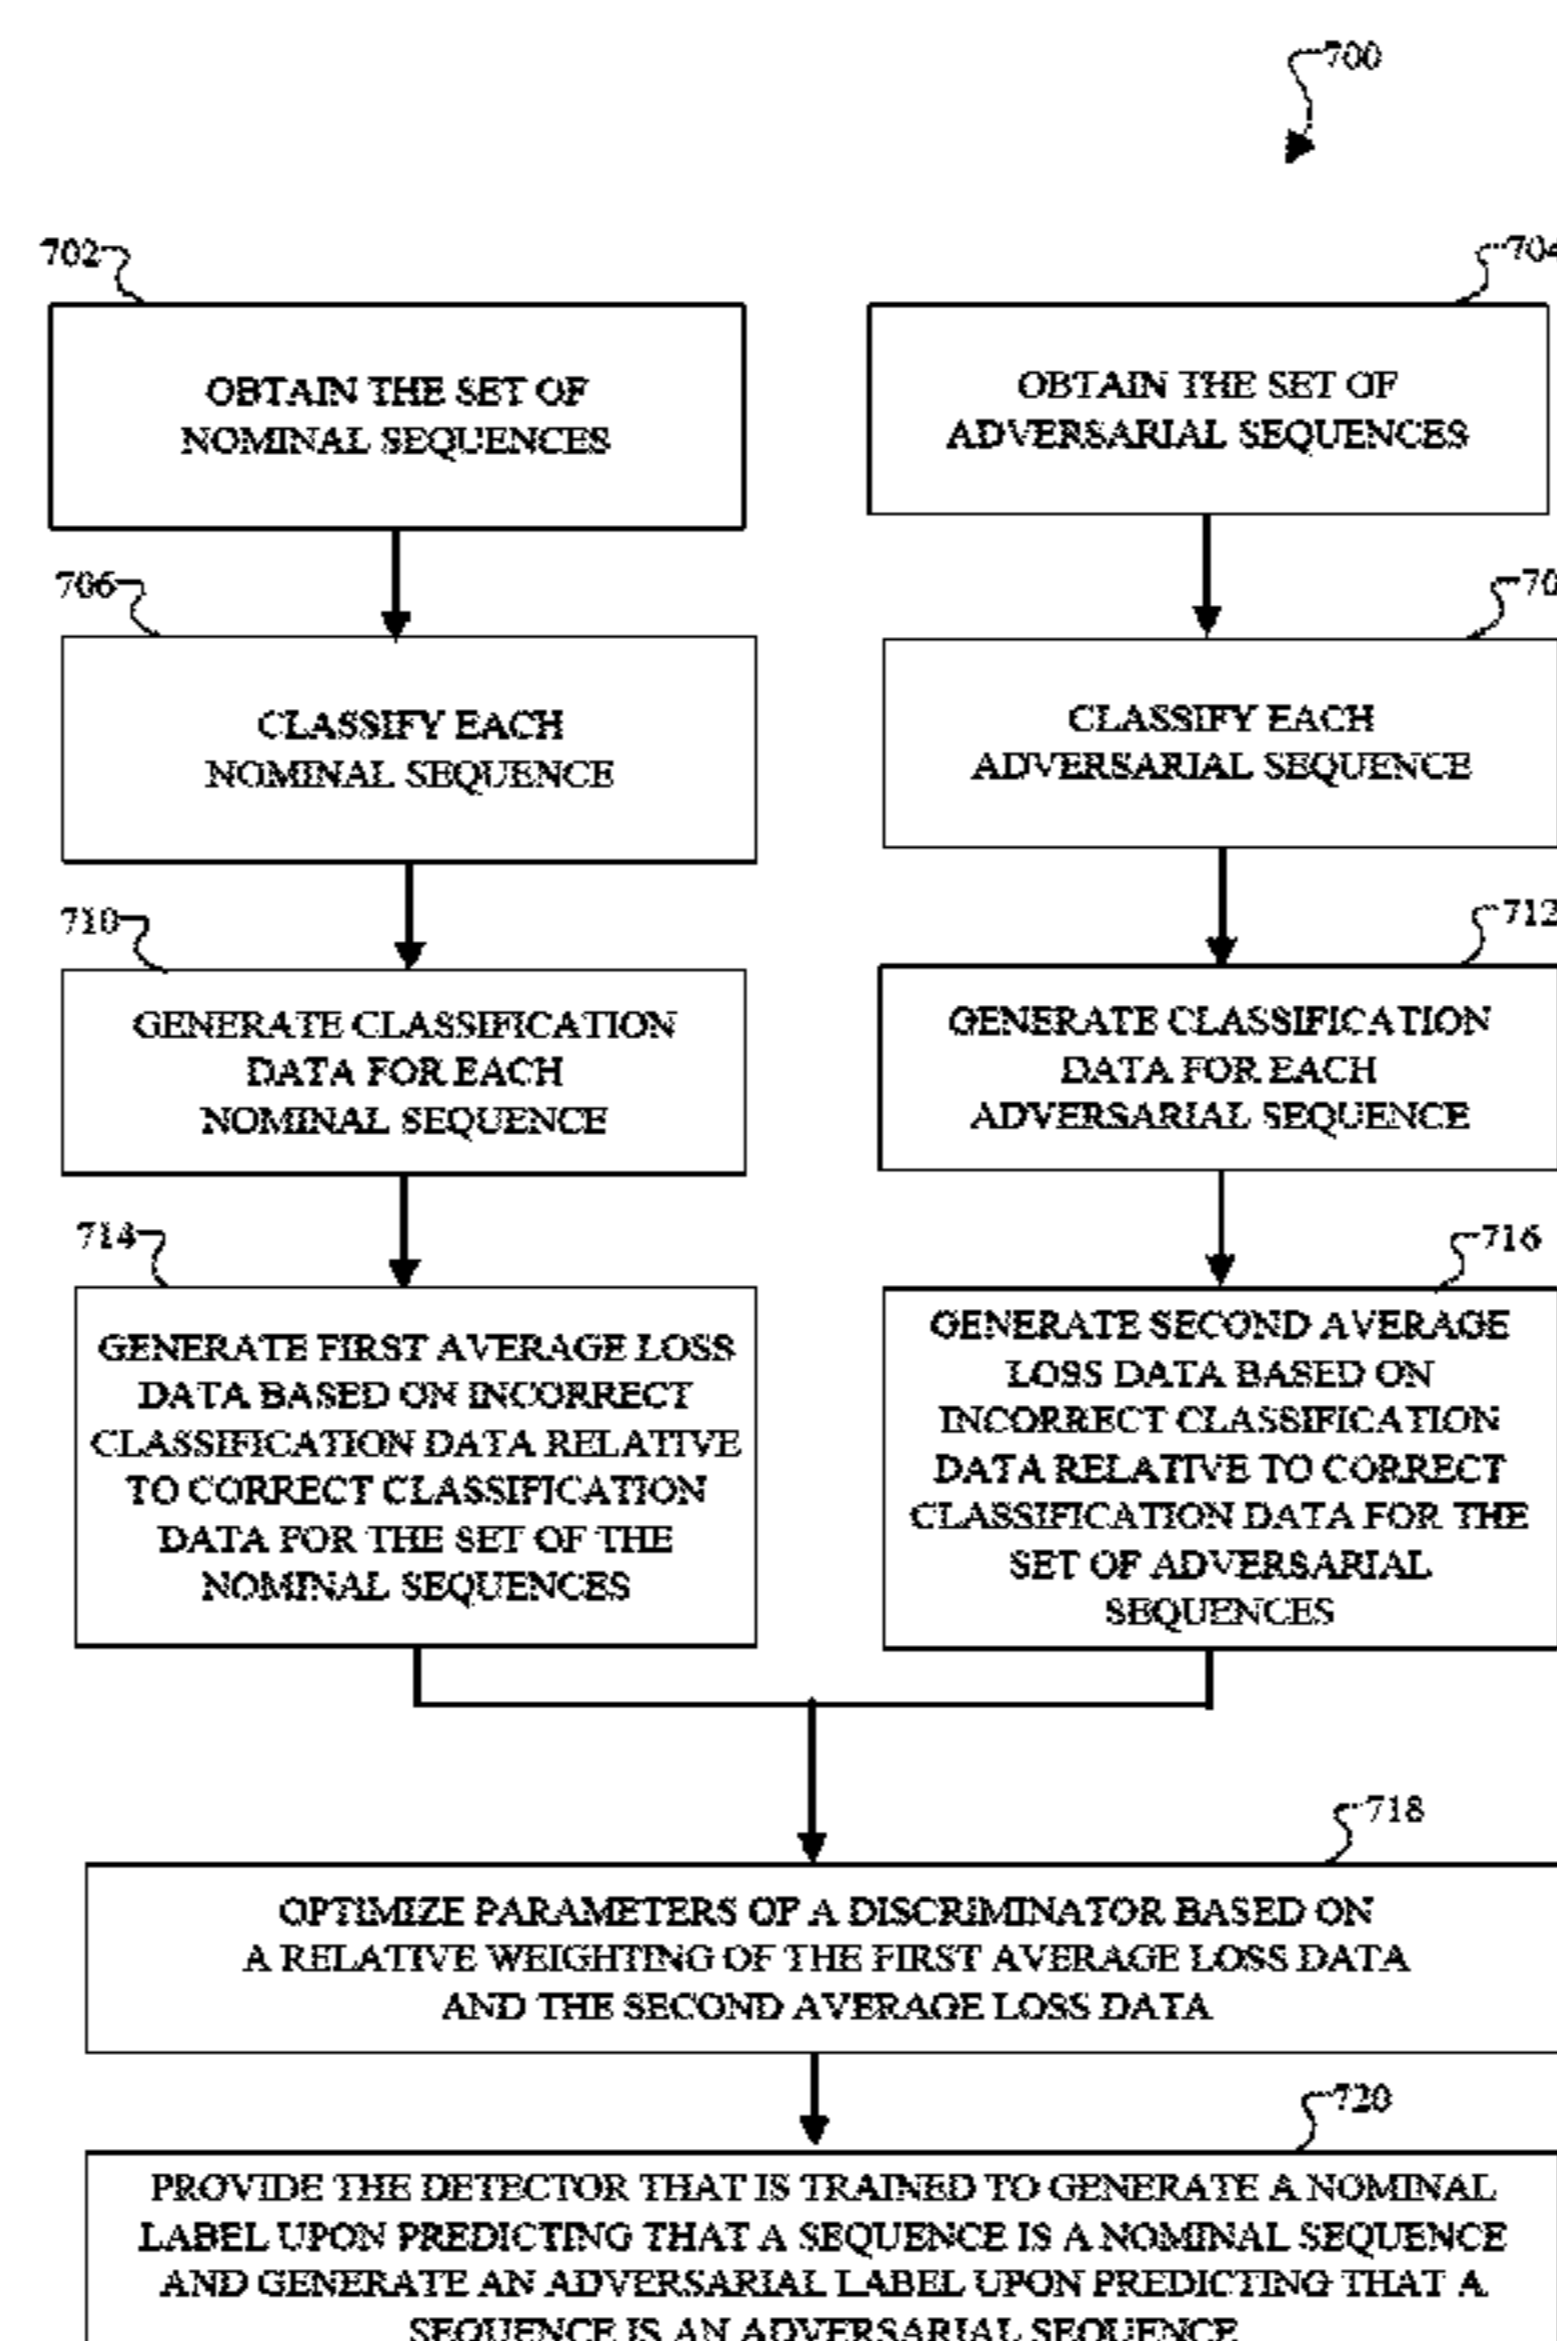 700
702
OBTAIN THE SET OF
NOMINAL SEQUENCES
704
OBTAIN THE SET OF
ADVERSARIAL SEQUENCES
706
CLASSIFY EACH
NOMINAL SEQUENCE
CLASSIFY EACH
ADVERSARIAL SEQUENCE
710
GENERATE CLASSIFICATION
DATA FOR EACH
NOMINAL SEQUENCE
712
GENERATE CLASSIFICATION
DATA FOR EACH
ADVERSARIAL SEQUENCE
714
GENERATE FIRST AVERAGE LOSS
DATA BASED ON INCORRECT
CLASSIFICATION DATA RELATIVE
TO CORRECT CLASSIFICATION
DATA FOR THE SET OF THE
NOMINAL SEQUENCES
716
GENERATE SECOND AVERAGE
LOSS DATA BASED ON
INCORRECT CLASSIFICATION
DATA RELATIVE TO CORRECT
CLASSIFICATION DATA FOR THE
SET OF ADVERSARIAL
SEQUENCES
718
OPTIMIZE PARAMETERS OF A DISCRIMINATOR BASED ON
A RELATIVE WEIGHTING OF THE FIRST AVERAGE LOSS DATA
AND THE SECOND AVERAGE LOSS DATA
720
PROVIDE THE DETECTOR THAT IS TRAINED TO GENERATE A NOMINAL
LABEL UPON PREDICTING THAT A SEQUENCE IS A NOMINAL SEQUENCE
AND GENERATE AN ADVERSARIAL LABEL UPON PREDICTING THAT A
SEQUENCE IS AN ADVERSARIAL SEQUENCE